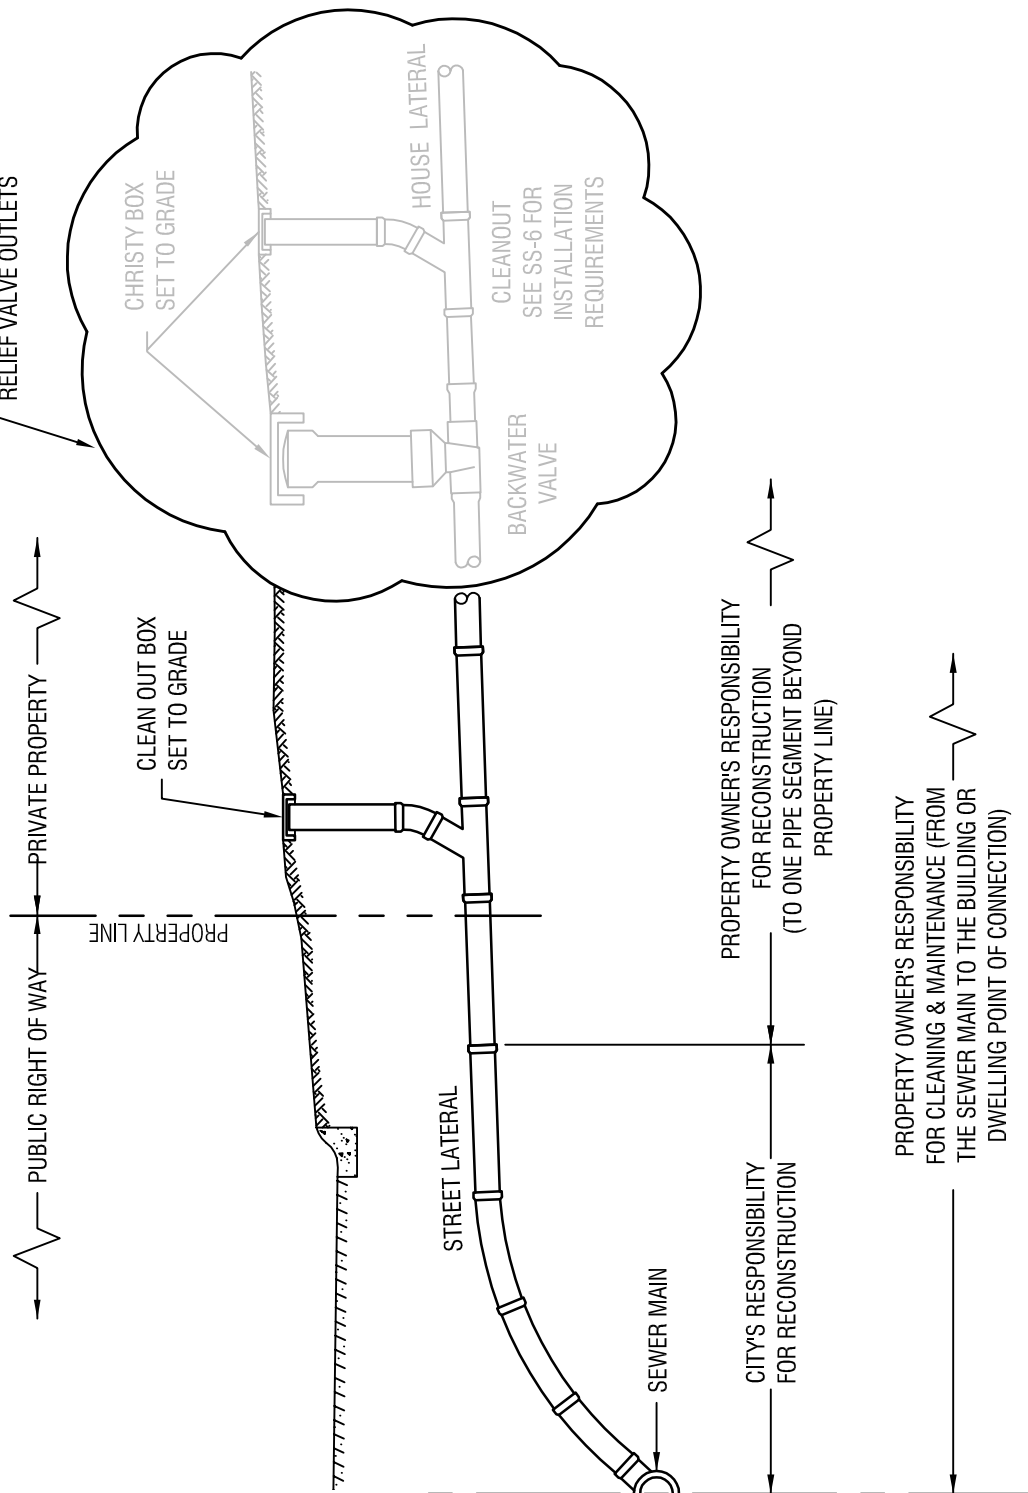 RELIEF VALVE OUTLETS
CHRISTY BOX
SET TO GRADE
HOUSE LATERAL
CLEANOUT
SEE SS-6 FOR
INSTALLATION
REQUIREMENTS
BACKWATER
VALVE
PRIVATE PROPERTY
CLEAN OUT BOX
SET TO GRADE
PROPERTY LINE
PUBLIC RIGHT OF WAY
STREET LATERAL
SEWER MAIN
PROPERTY OWNER'S RESPONSIBILITY
FOR RECONSTRUCTION
(TO ONE PIPE SEGMENT BEYOND
PROPERTY LINE)
CITY'S RESPONSIBILITY
FOR RECONSTRUCTION
PROPERTY OWNER'S RESPONSIBILITY
FOR CLEANING & MAINTENANCE (FROM
THE SEWER MAIN TO THE BUILDING OR
DWELLING POINT OF CONNECTION)